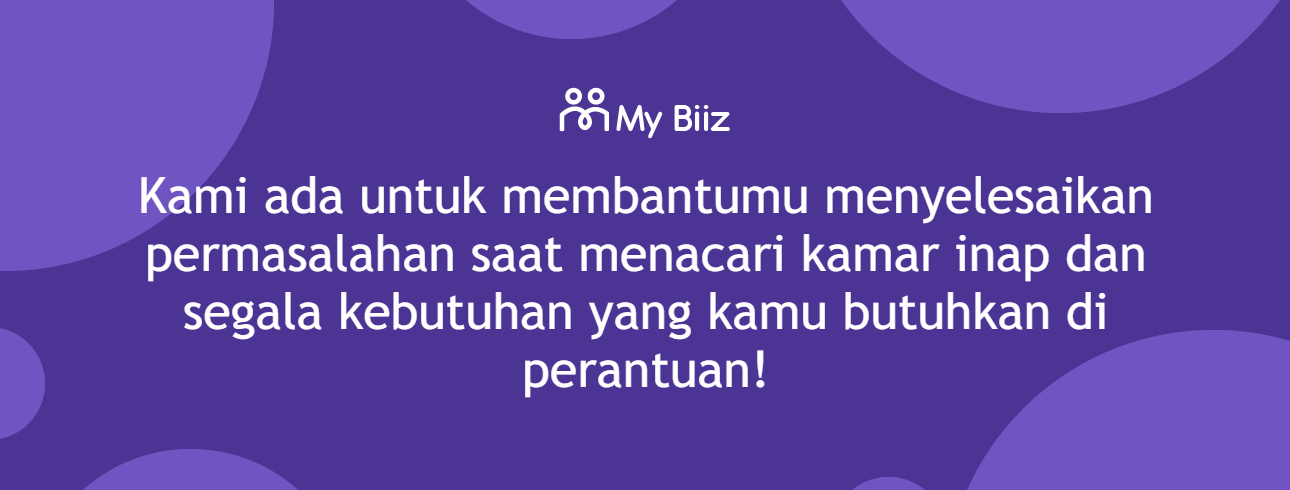 My Biiz
Kami ada untuk membantumu menyelesaikan
permasalahan saat menacari kamar inap dan
segala kebutuhan yang kamu butuhkan di
perantuan!